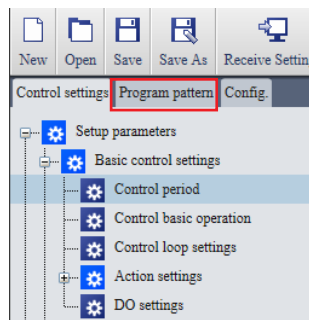 New Open Save Save As Receive Settin
Control settings Program pattern Config.
Setup parameters
Basic control settings
Control period
Control basic operation
Control loop settings
Action settings
DO settings